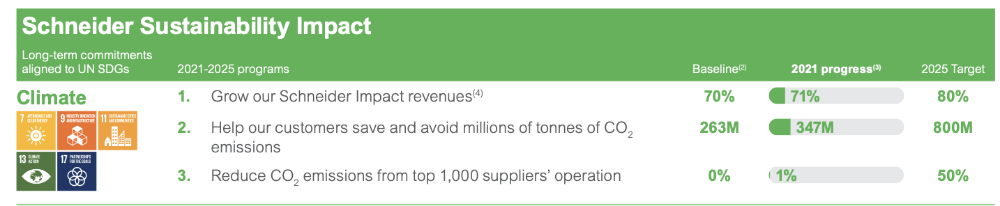 Schneider Sustainability Impact
Long-term commitments
aligned to UN SDGs
2021-2025 programs
Baseline(2)
2021 progress(3)
2025 Target
Climate
7 AFFORDABLE AND CLEAN ENERGY
9 INDUSTRY, INNOVATION AND INFRASTRUCTURE
11 SUSTAINABLE CITIES AND COMMUNITIES
13 CLIMATE ACTION
17 PARTNERSHIPS FOR THE GOALS
1. Grow our Schneider Impact revenues(4) 70% 71% 80%
2. Help our customers save and avoid millions of tonnes of CO2 263M 347M 800M
emissions
3. Reduce CO2 emissions from top 1,000 suppliers’ operation 0% 1% 50%